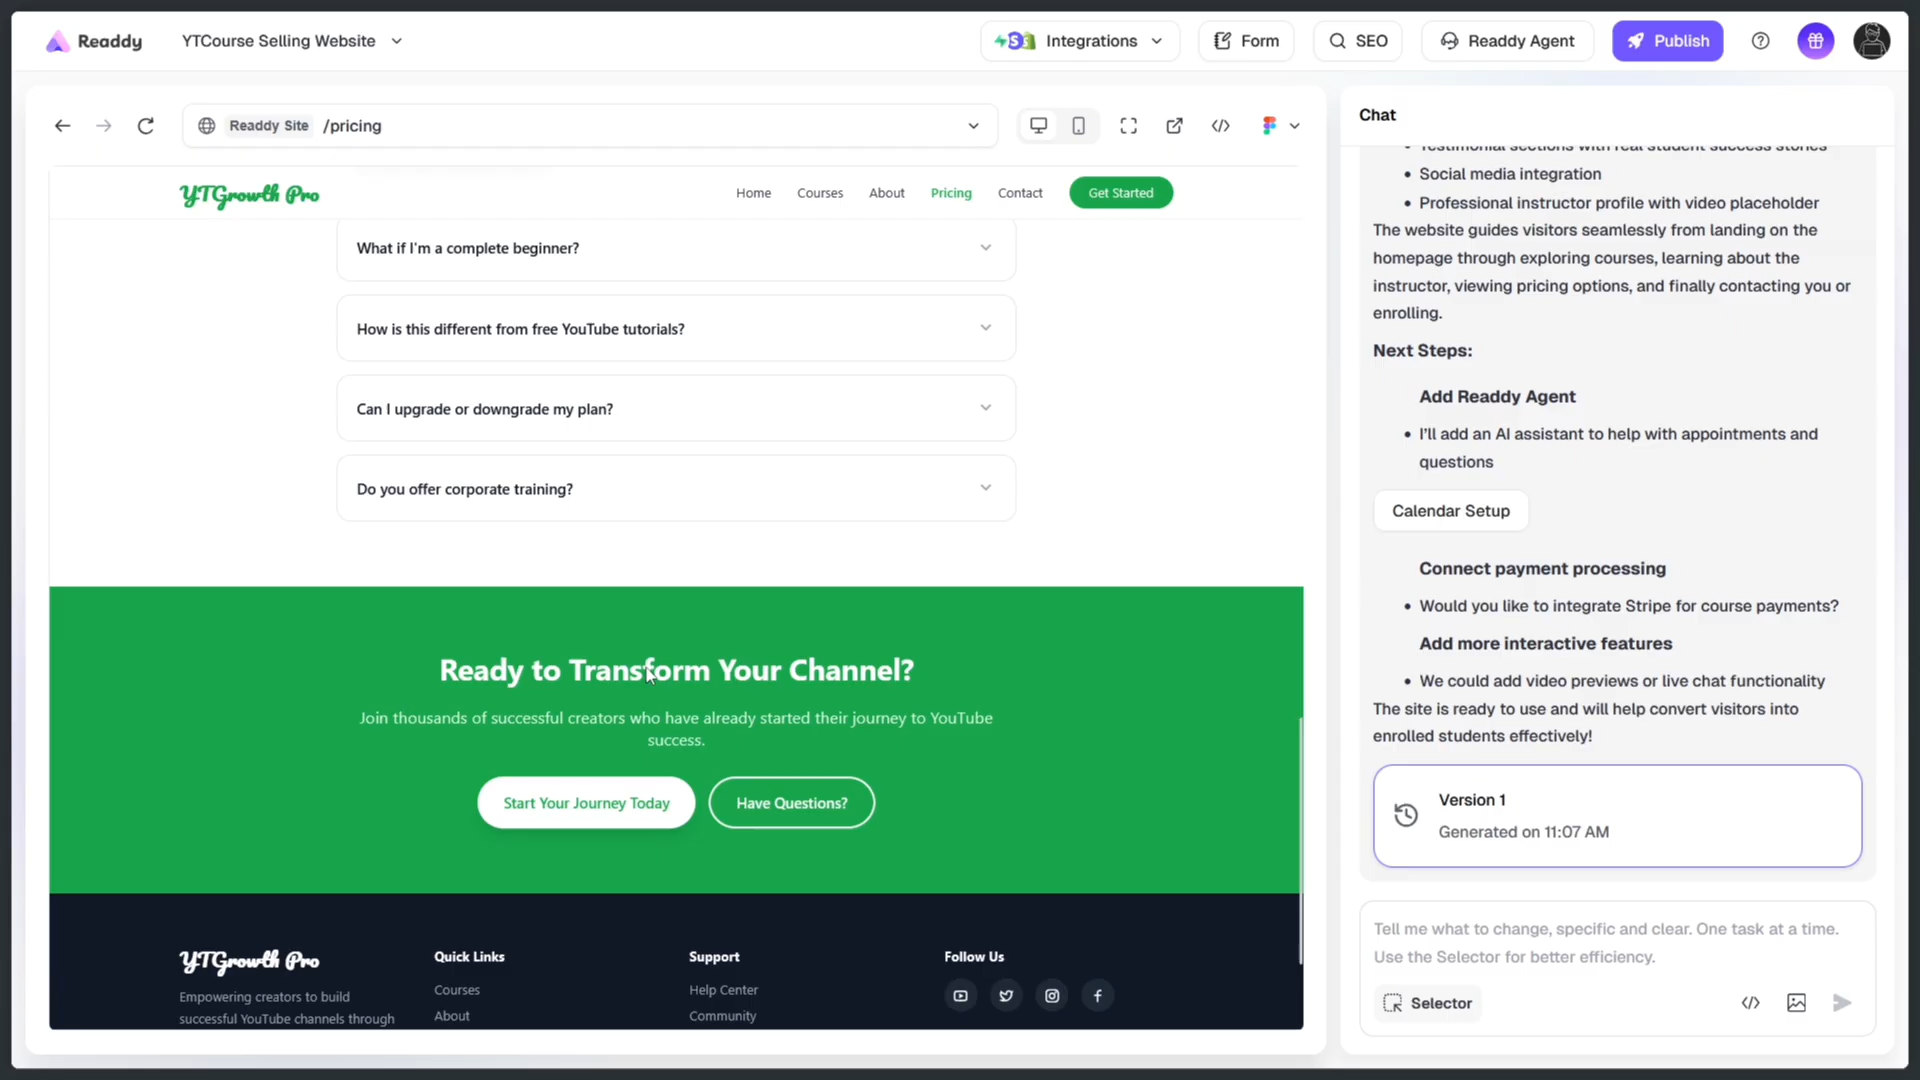 Readdy
YTCourse Selling Website
Integrations
Form
SEO
Readdy Agent
Publish
Readdy Site
/pricing
YTGrowth Pro
Home
Courses
About
Pricing
Contact
Get Started
What if I'm a complete beginner?
How is this different from free YouTube tutorials?
Can I upgrade or downgrade my plan?
Do you offer corporate training?
Ready to Transform Your Channel?
Join thousands of successful creators who have already started their journey to YouTube
success.
Start Your Journey Today
Have Questions?
YTGrowth Pro
Empowering creators to build
successful YouTube channels through
Quick Links
Courses
About
Support
Help Center
Community
Follow Us
Chat
• Testimonial sections with real student success stories
• Social media integration
• Professional instructor profile with video placeholder
The website guides visitors seamlessly from landing on the
homepage through exploring courses, learning about the
instructor, viewing pricing options, and finally contacting you or
enrolling.
Next Steps:
Add Readdy Agent
• I'll add an AI assistant to help with appointments and
questions
Calendar Setup
Connect payment processing
• Would you like to integrate Stripe for course payments?
Add more interactive features
• We could add video previews or live chat functionality
The site is ready to use and will help convert visitors into
enrolled students effectively!
Version 1
Generated on 11:07 AM
Tell me what to change, specific and clear. One task at a time.
Use the Selector for better efficiency.
Selector